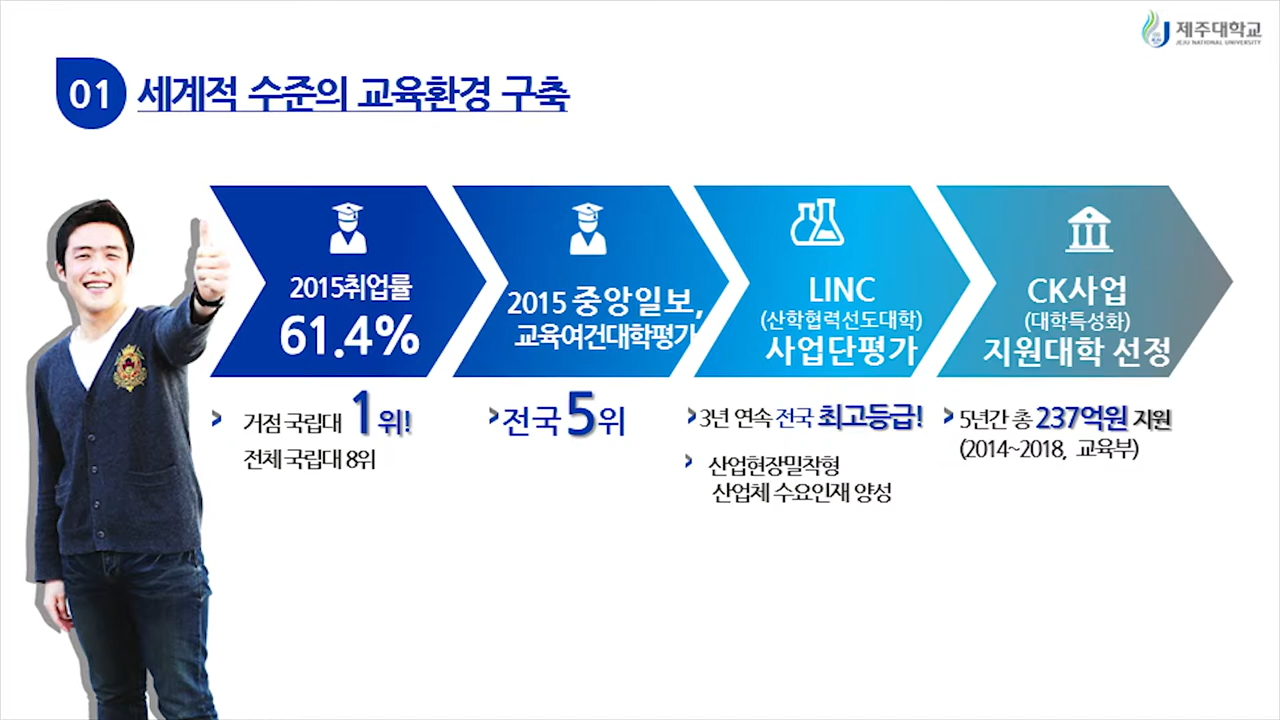 제주대학교
JEJU NATIONAL UNIVERSITY
01 세계적 수준의 교육환경 구축
2015취업률
61.4%
거점 국립대 1위!
전체 국립대 8위
2015 중앙일보,
교육여건대학평가
전국 5위
LINC
(산학협력선도대학)
사업단평가
3년 연속 전국 최고등급!
산업현장밀착형
산업체 수요인재 양성
CK사업
(대학특성화)
지원대학 선정
5년간 총 237억원 지원
(2014~2018, 교육부)